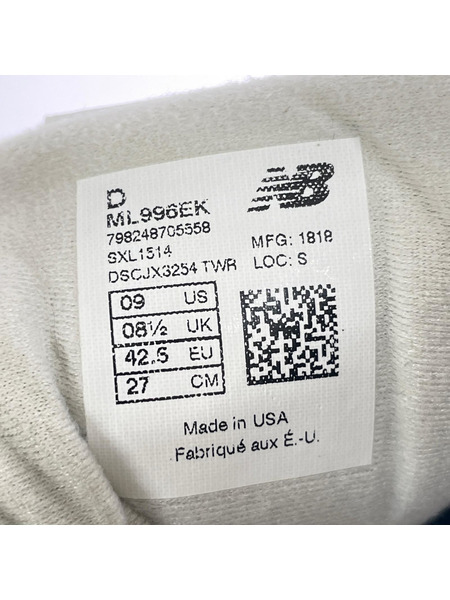 D
ML996EK
798248705558
SXL1514
DSCJX3254 TWR
NB
MFG: 1818
LOC: S
09 US
08½ UK
42.5 EU
27 CM
Made in USA
Fabriqué aux É.-U.